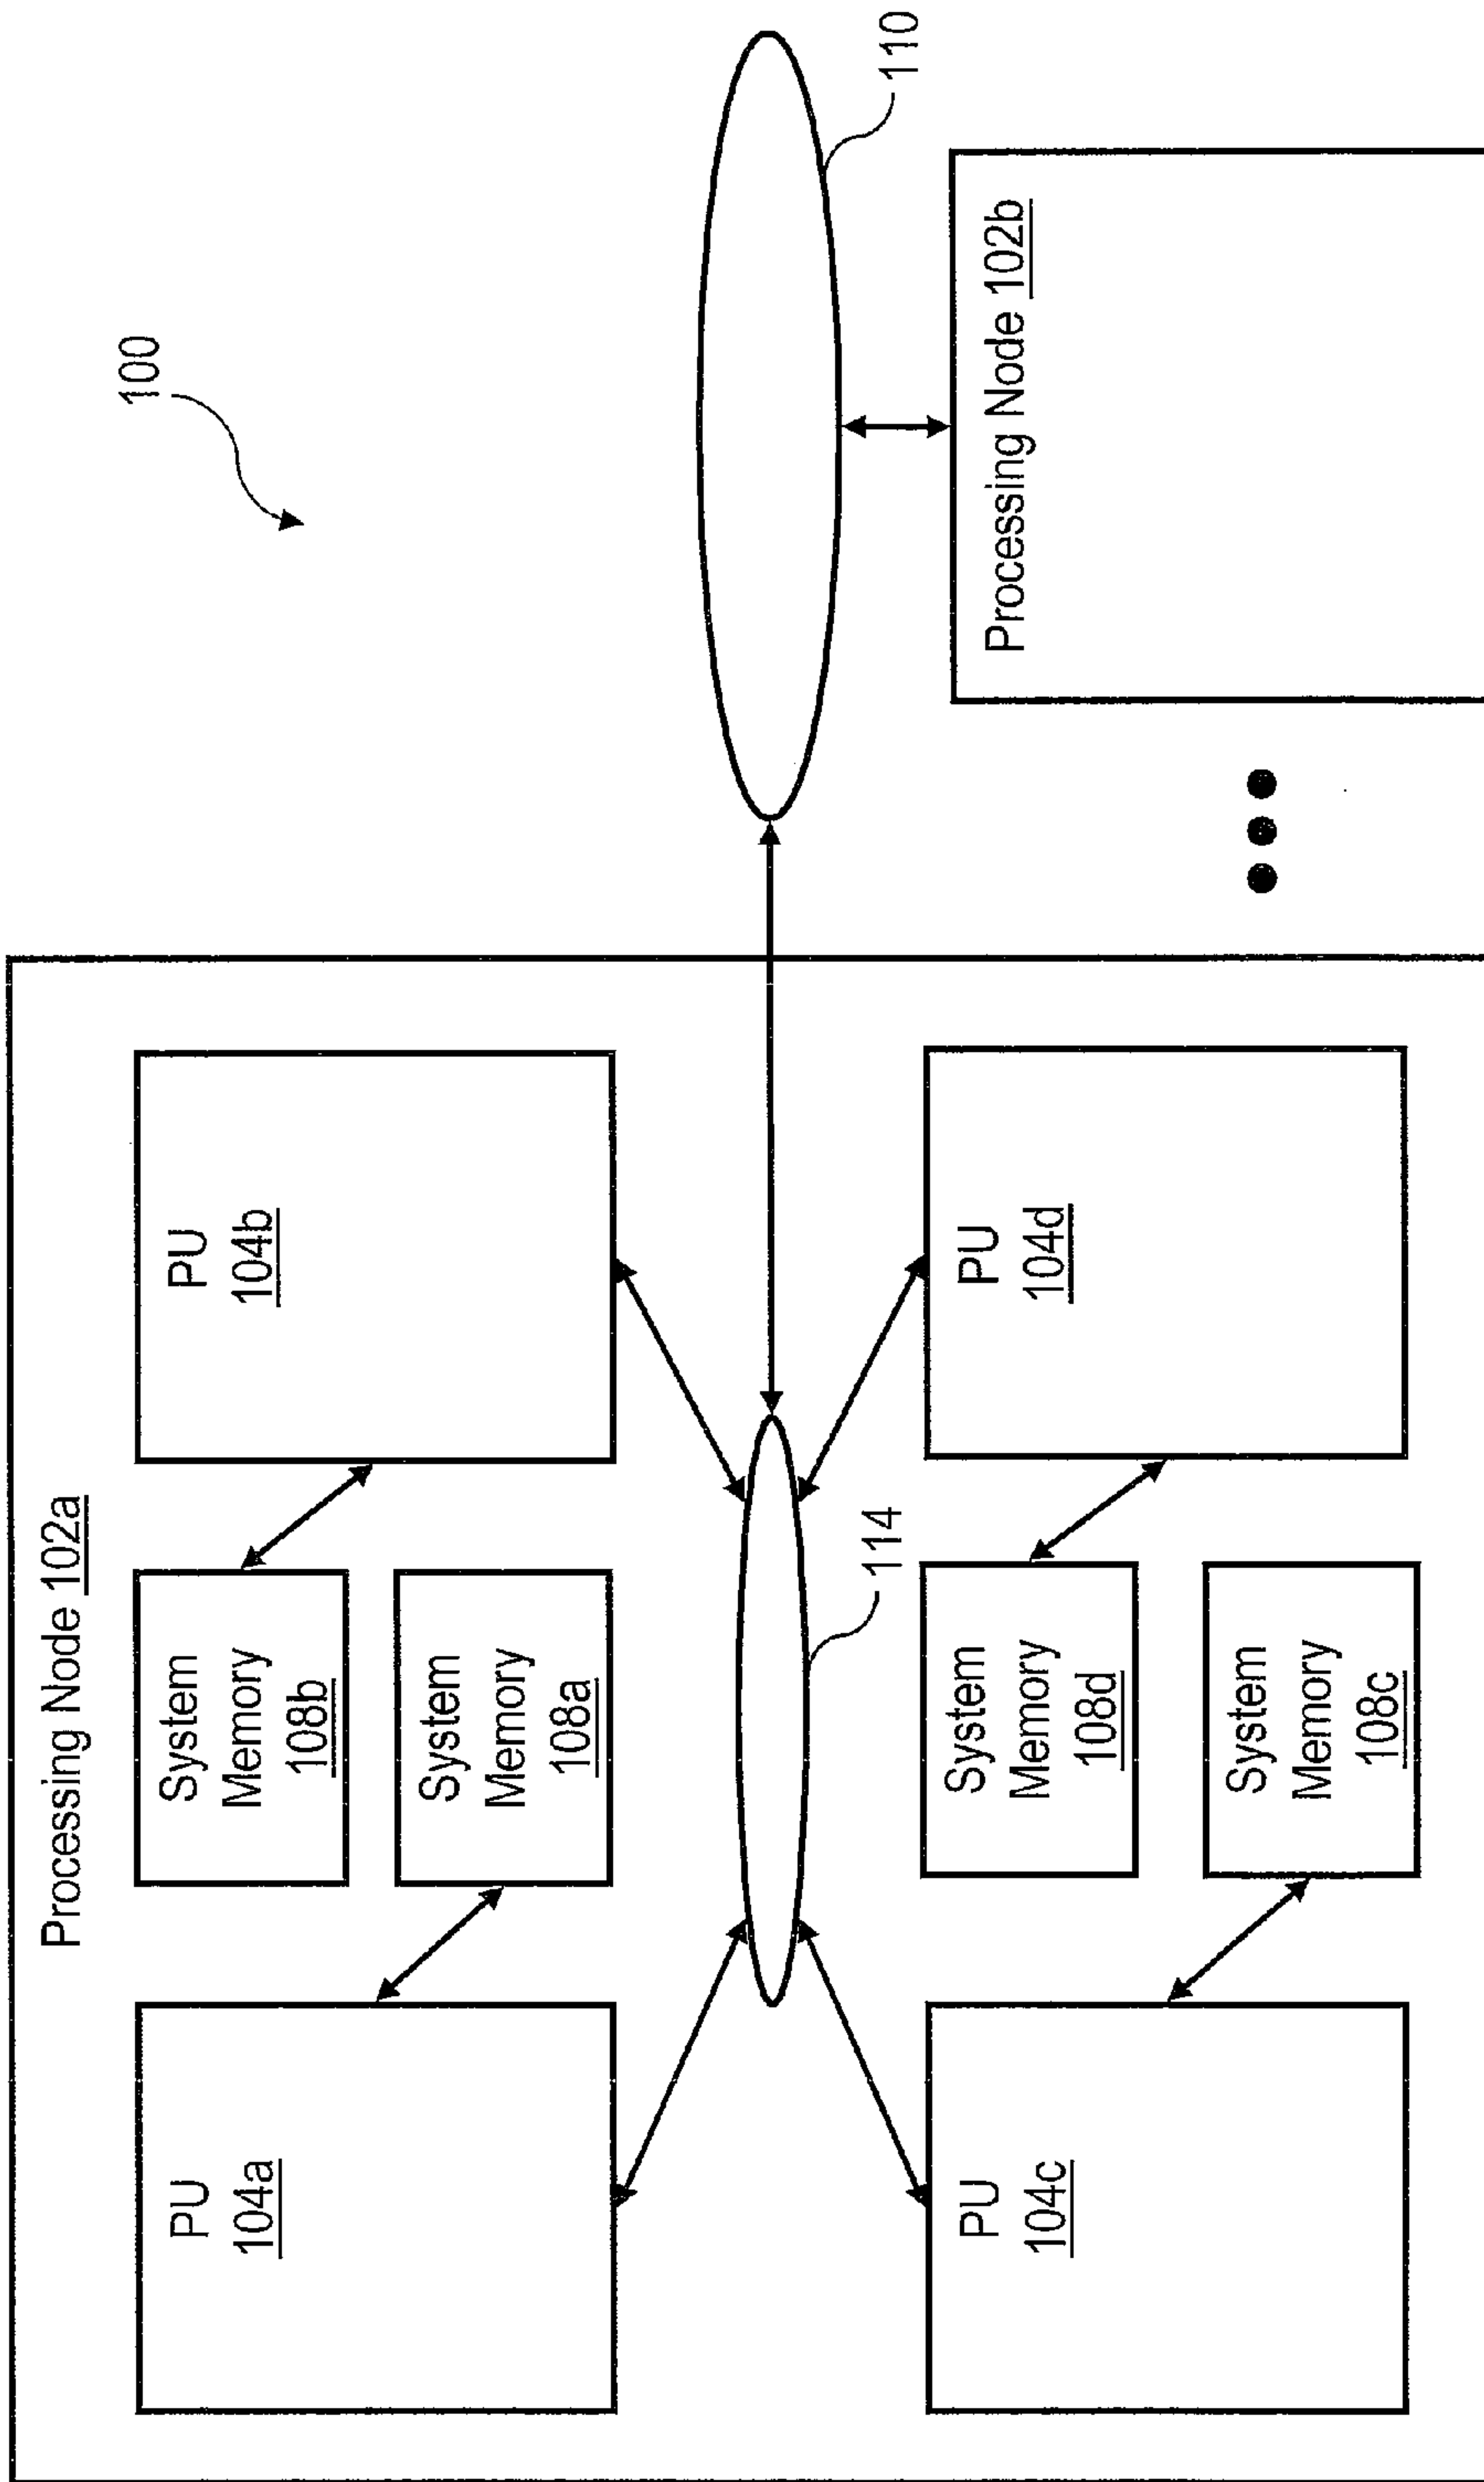 100
Processing Node 102a
PU
104a
System
Memory
108b
System
Memory
108a
PU
104b
114
110
PU
104c
System
Memory
108d
System
Memory
108c
PU
104d
Processing Node 102b